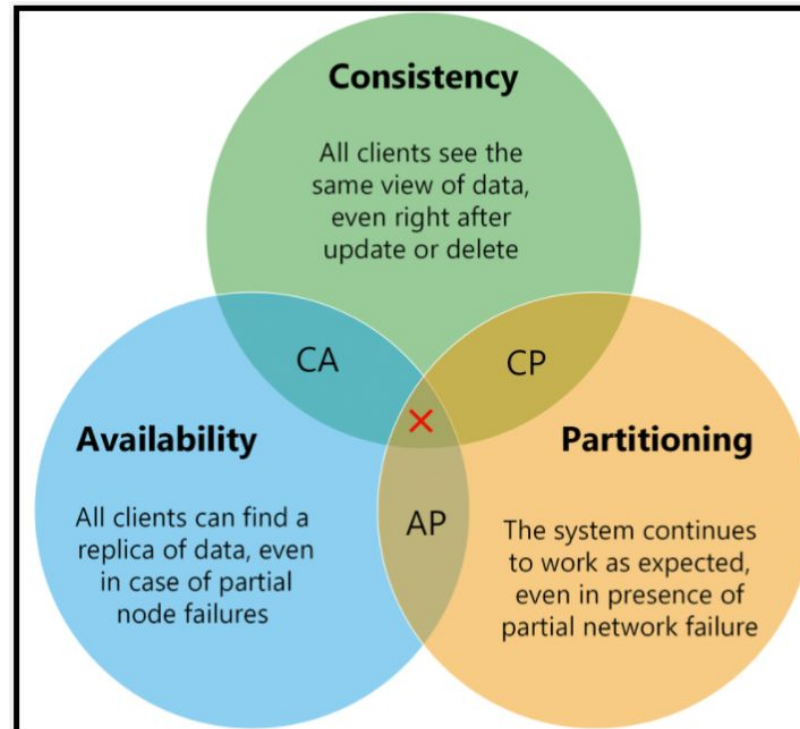 Consistency
All clients see the
same view of data,
even right after
update or delete
CA
CP
Availability
All clients can find a
replica of data, even
in case of partial
node failures
AP
Partitioning
The system continues
to work as expected,
even in presence of
partial network failure